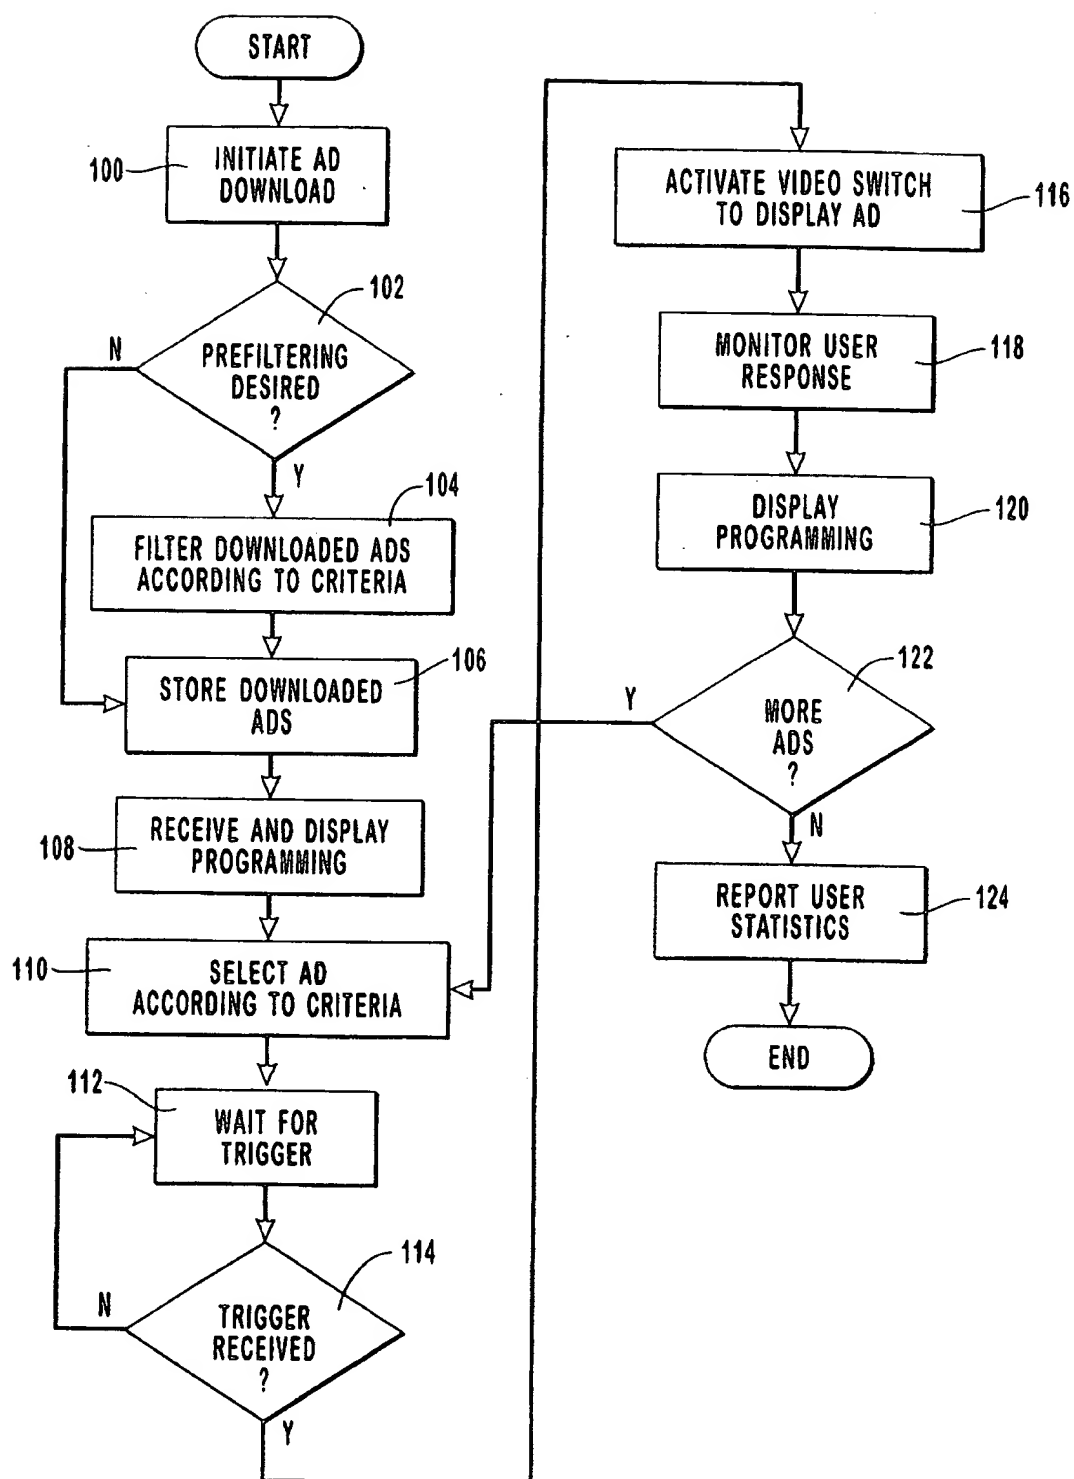 START
100
INITIATE AD
DOWNLOAD
102
N
PREFILTERING
DESIRED
?
Y
104
FILTER DOWNLOADED ADS
ACCORDING TO CRITERIA
106
STORE DOWNLOADED
ADS
108
RECEIVE AND DISPLAY
PROGRAMMING
110
SELECT AD
ACCORDING TO CRITERIA
112
WAIT FOR
TRIGGER
114
N
TRIGGER
RECEIVED
?
Y
ACTIVATE VIDEO SWITCH
TO DISPLAY AD
116
MONITOR USER
RESPONSE
118
DISPLAY
PROGRAMMING
120
122
Y
MORE
ADS
?
N
REPORT USER
STATISTICS
124
END